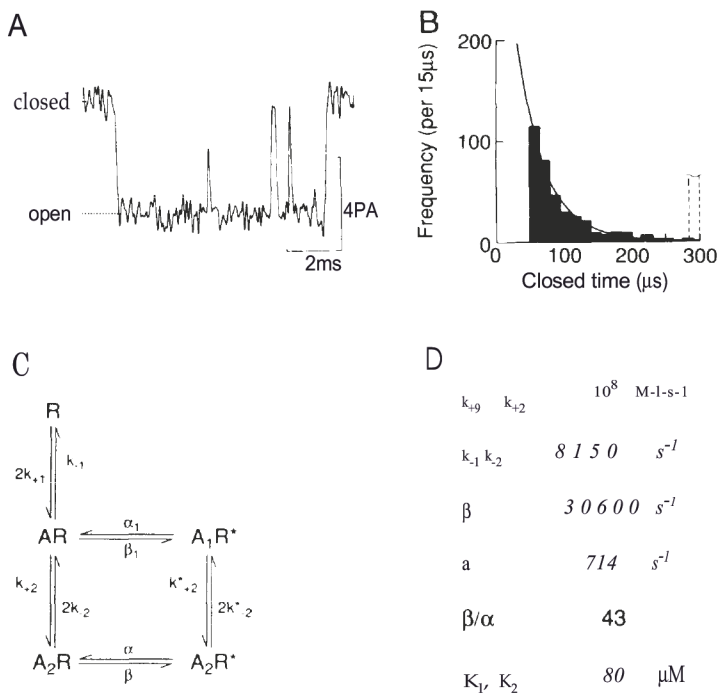 A
closed
open
4PA
2ms
B
Frequency (per 15μs)
200
100
0
100
200
300
Closed time (μs)
C
R
2k+1
k-1
AR
α1
β1
A1R*
k+2
2k-2
k*+2
2k*-2
A2R
α
β
A2R*
D
k+9 k+2 10^8 M-l-s-1
k-1 k-2 8150 s-1
β 30600 s-1
a 714 s-1
β/α 43
K1, K2 80 μM